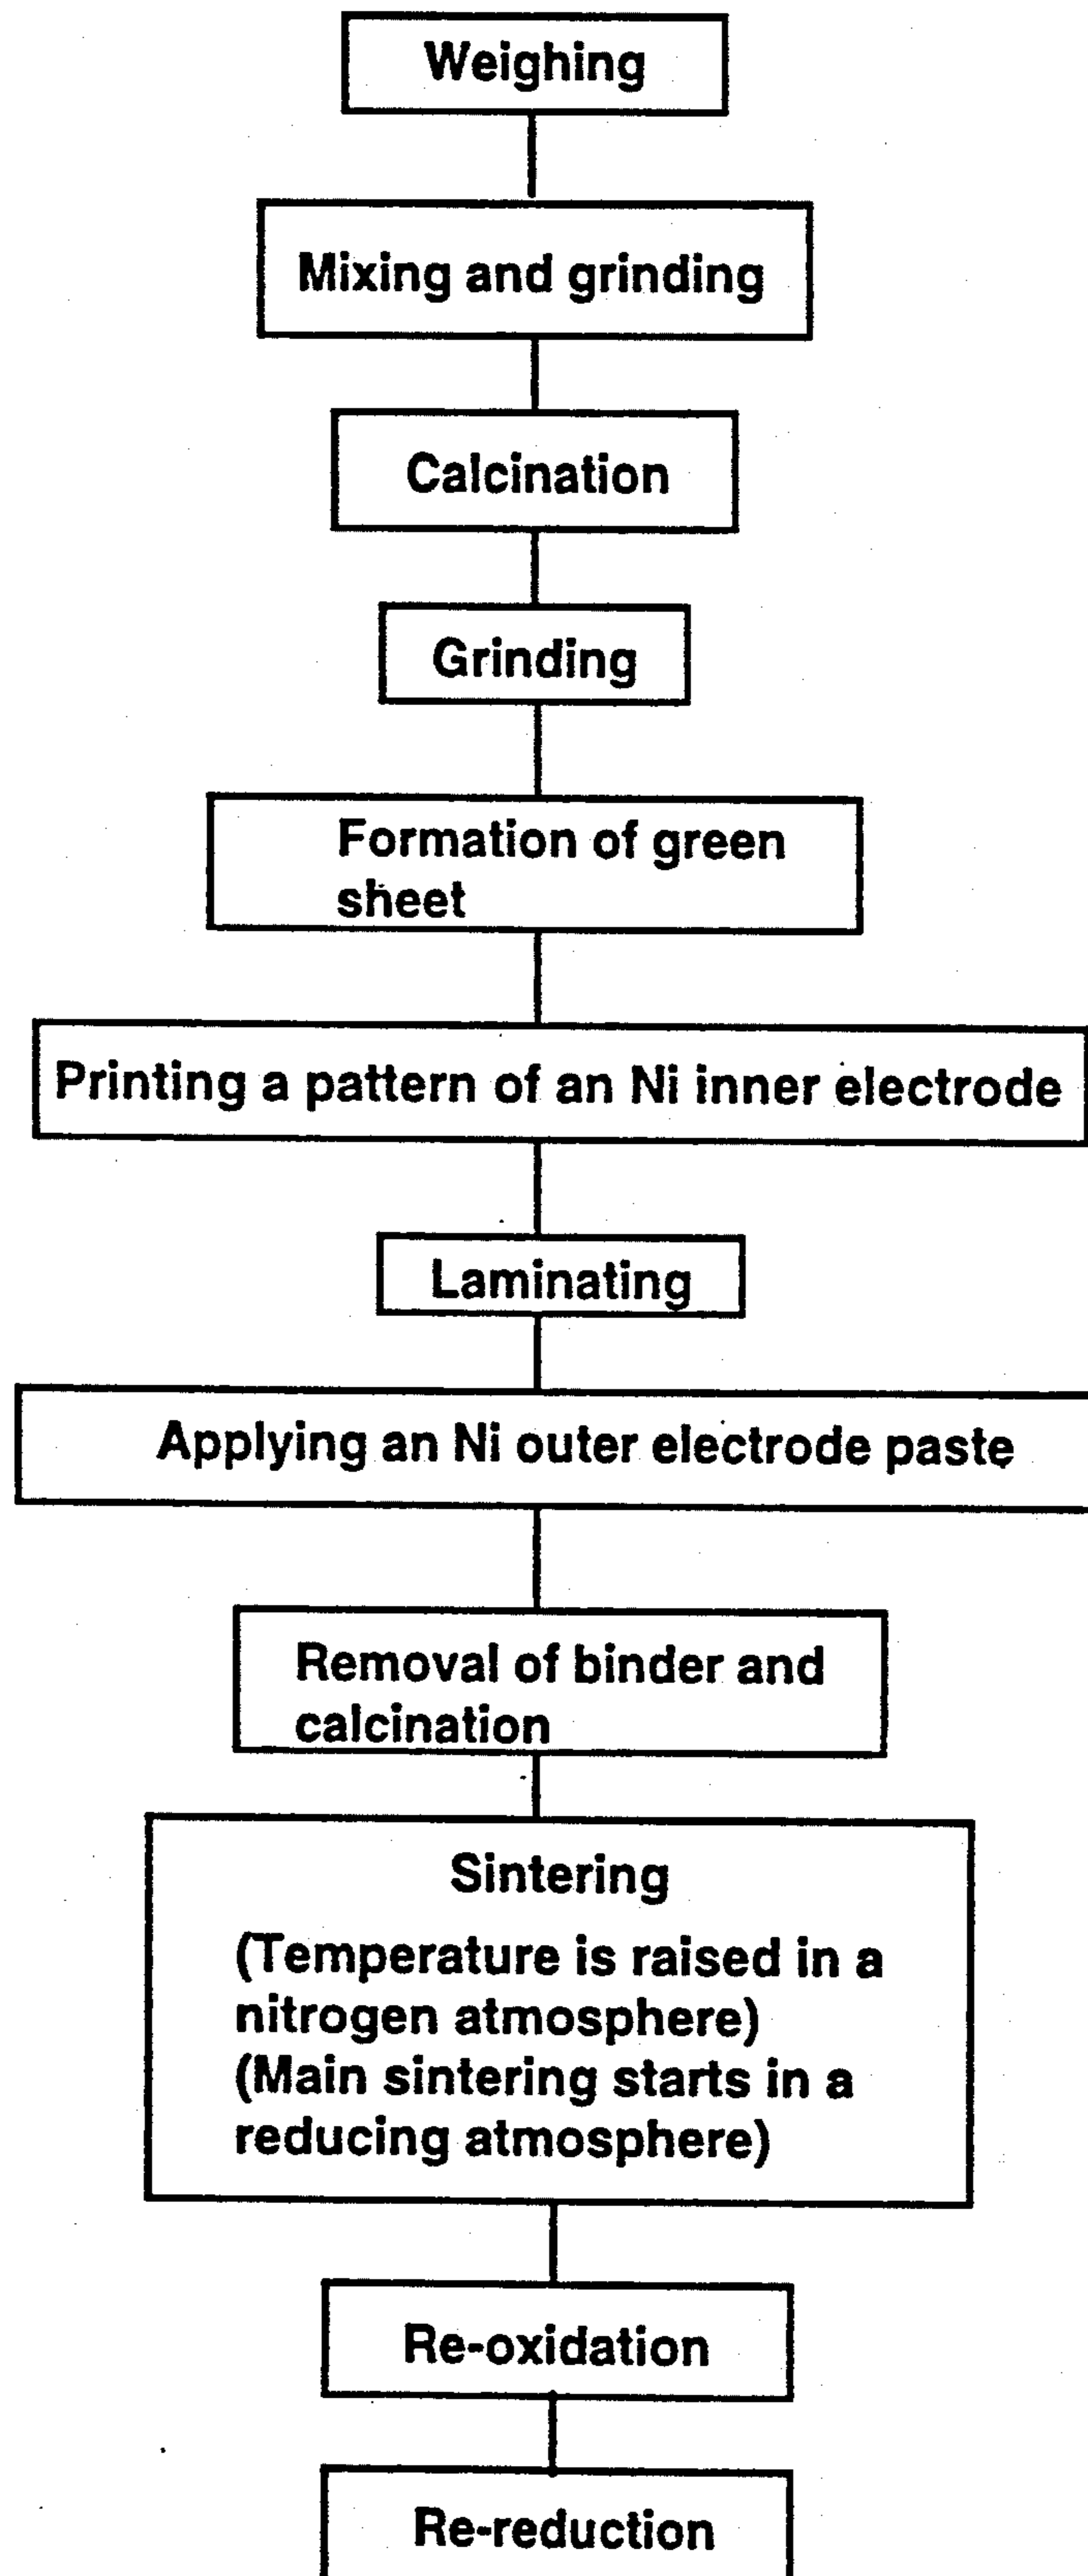 Weighing
Mixing and grinding
Calcination
Grinding
Formation of green
sheet
Printing a pattern of an Ni inner electrode
Laminating
Applying an Ni outer electrode paste
Removal of binder and
calcination
Sintering
(Temperature is raised in a
nitrogen atmosphere)
(Main sintering starts in a
reducing atmosphere)
Re-oxidation
Re-reduction